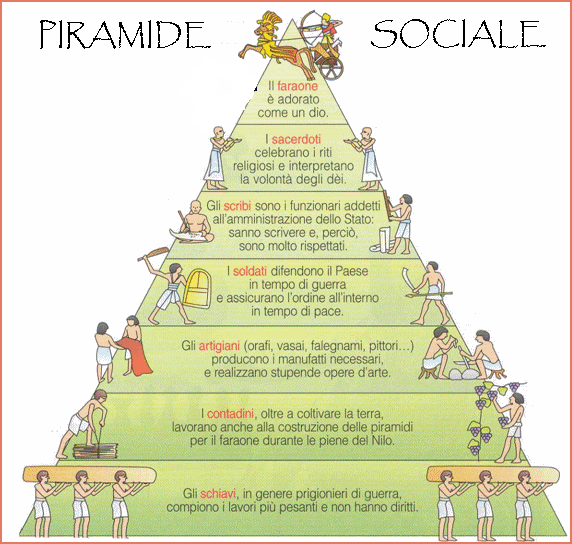 PIRAMIDE SOCIALE
Il faraone
è adorato
come un dio.
I sacerdoti
celebrano i riti
religiosi e interpretano
la volontà degli dèi.
Gli scribi sono i funzionari addetti
all'amministrazione dello Stato:
sanno scrivere e, perciò,
sono molto rispettati.
I soldati difendono il Paese
in tempo di guerra
e assicurano l'ordine all'interno
in tempo di pace.
Gli artigiani (orafi, vasai, falegnami, pittori...)
producono i manufatti necessari,
e realizzano stupende opere d'arte.
I contadini, oltre a coltivare la terra,
lavorano anche alla costruzione delle piramidi
per il faraone durante le piene del Nilo.
Gli schiavi, in genere prigionieri di guerra,
compiono i lavori più pesanti e non hanno diritti.